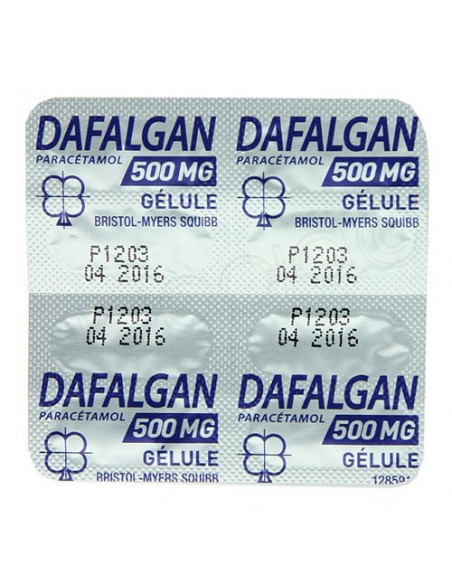 DAFALGAN
PARACÉTAMOL 500 MG
GÉLULE
BRISTOL-MYERS SQUIBB
P1203
04 2016
DAFALGAN
PARACÉTAMOL 500 MG
GÉLULE
BRISTOL-MYERS SQUIBB
P1203
04 2016
P1203
04 2016
DAFALGAN
PARACÉTAMOL 500 MG
GÉLULE
BRISTOL-MYERS SQUIBB
P1203
04 2016
DAFALGAN
PARACÉTAMOL 500 MG
GÉLULE